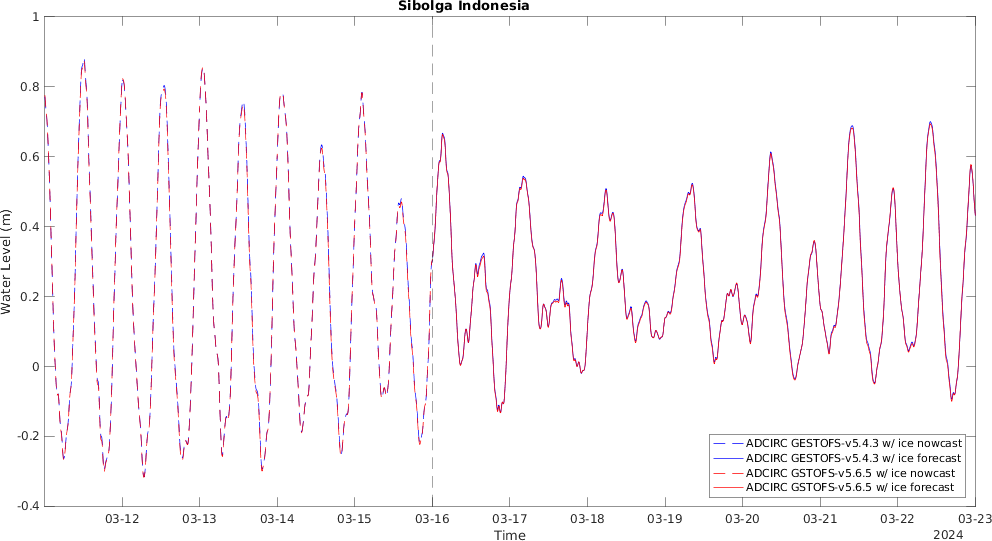 Sibolga Indonesia
1
0.8
0.6
0.4
0.2
0
-0.2
-0.4
Water Level (m)
03-12 03-13 03-14 03-15 03-16 03-17 03-18 03-19 03-20 03-21 03-22 03-23
Time
2024
ADCIRC GESTOFS-v5.4.3 w/ ice nowcast
ADCIRC GESTOFS-v5.4.3 w/ ice forecast
ADCIRC GSTOFS-v5.6.5 w/ ice nowcast
ADCIRC GSTOFS-v5.6.5 w/ ice forecast